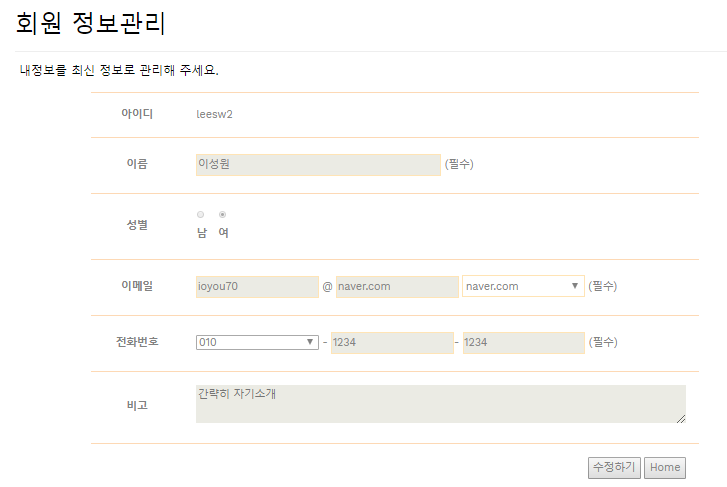 회원 정보관리
내정보를 최신 정보로 관리해 주세요.
아이디 leesw2
이름 이성원 (필수)
성별 남 여
이메일 ioyou70 @ naver.com naver.com ▼ (필수)
전화번호 010 ▼ - 1234 - 1234 (필수)
비고 간략히 자기소개
수정하기 Home